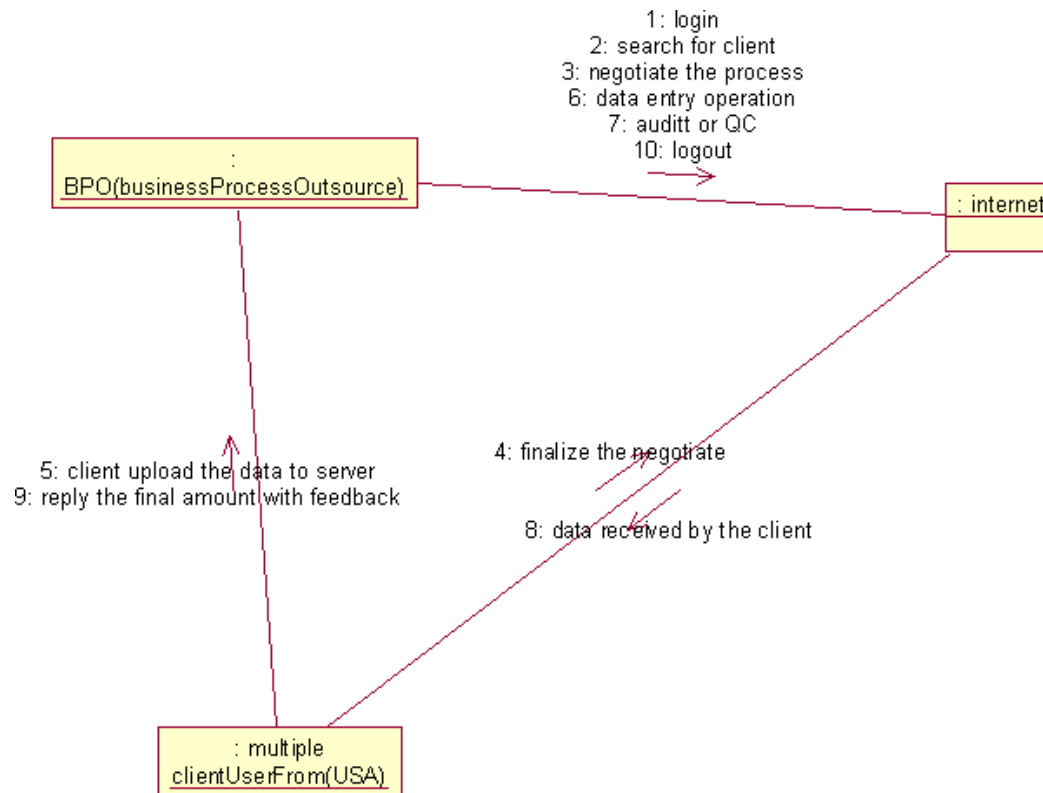 1: login
2: search for client
3: negotiate the process
6: data entry operation
7: auditt or QC
10: logout
:
BPO(businessProcessOutsource)
: internet
4: finalize the negotiate
5: client upload the data to server
9: reply the final amount with feedback
8: data received by the client
: multiple
clientUserFrom(USA)